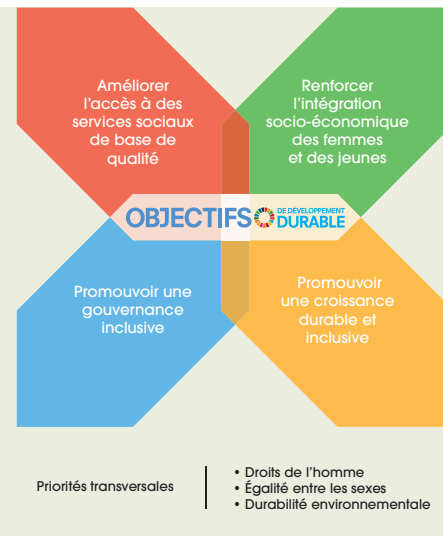 Améliorer
l'accès à des
services sociaux
de base de
qualité
Renforcer
l'intégration
socio-économique
des femmes
et des jeunes
OBJECTIFS DE DÉVELOPPEMENT
DURABLE
Promouvoir une
gouvernance
inclusive
Promouvoir
une croissance
durable et
inclusive
Priorités transversales
• Droits de l'homme
• Égalité entre les sexes
• Durabilité environnementale